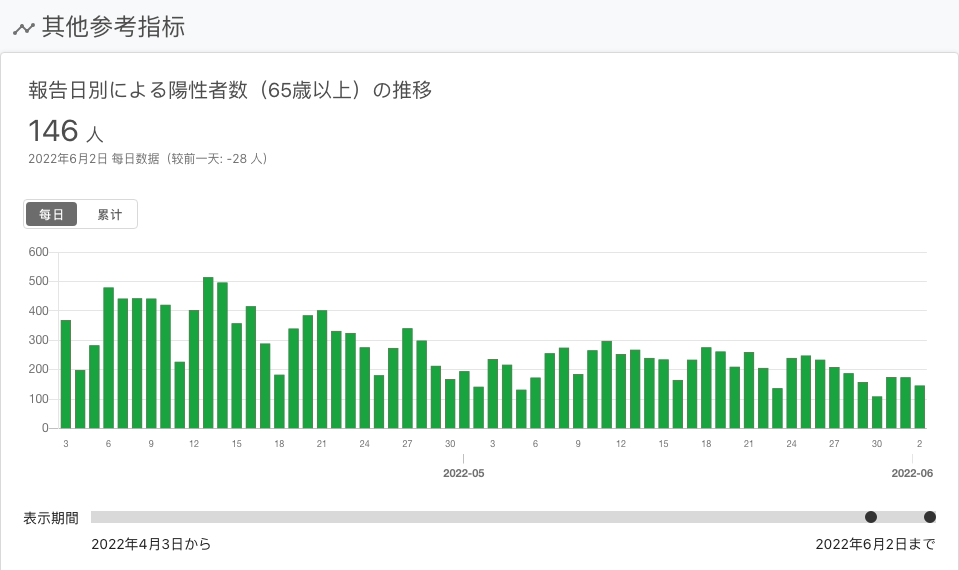 其他参考指标
報告日別による陽性者数（65歳以上）の推移
146 人
2022年6月2日 每日数据（较前一天: -28 人）
每日 累计
600
500
400
300
200
100
0
3 6 9 12 15 18 21 24 27 30 3 6 9 12 15 18 21 24 27 30 2
2022-05 2022-06
表示期間
2022年4月3日から 2022年6月2日まで